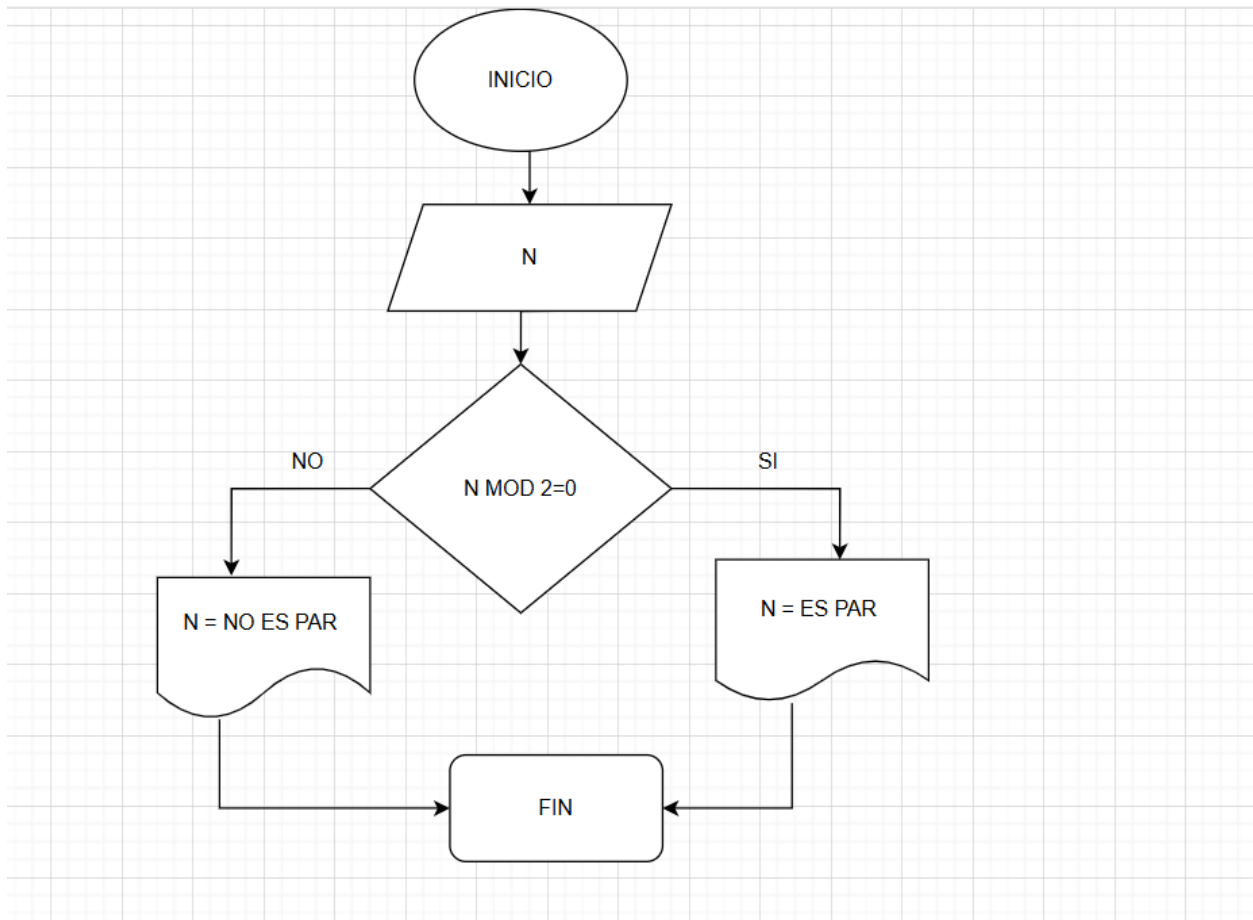 INICIO
N
NO
SI
N MOD 2=0
N = NO ES PAR
N = ES PAR
FIN